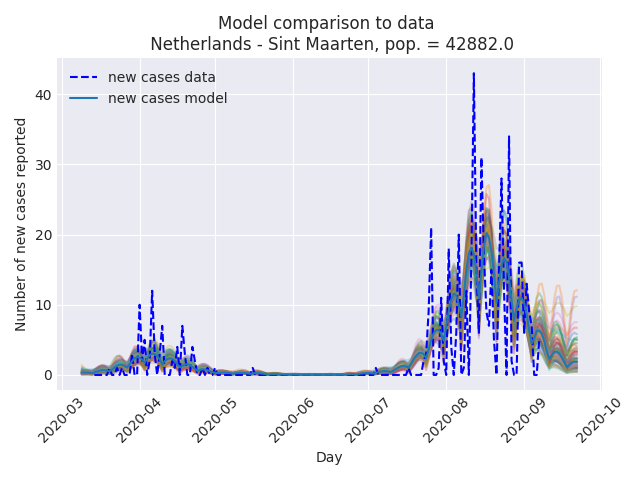 Model comparison to data
Netherlands - Sint Maarten, pop. = 42882.0
new cases data
new cases model
Number of new cases reported
40
30
20
10
0
2020-03
2020-04
2020-05
2020-06
2020-07
2020-08
2020-09
2020-10
Day